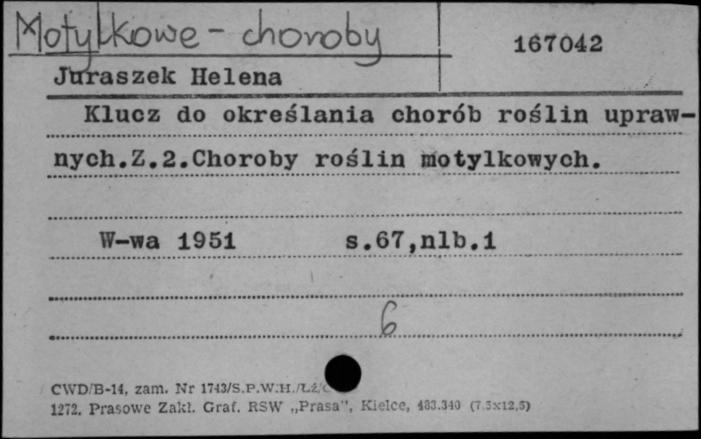 Motylkowe - choroby
167042
Juraszek Helena
Klucz do określania chorób roślin upraw-
nych.Z.2.Choroby roślin motylkowych.
W-wa 1951 s.67,nlb.1
6
CWD/B-14, zam. Nr 1743/S.P.W.H./Łż/
1272. Prasowe Zakł. Graf. RSW „Prasa", Kielce, 483.340 (7.5x12,5)